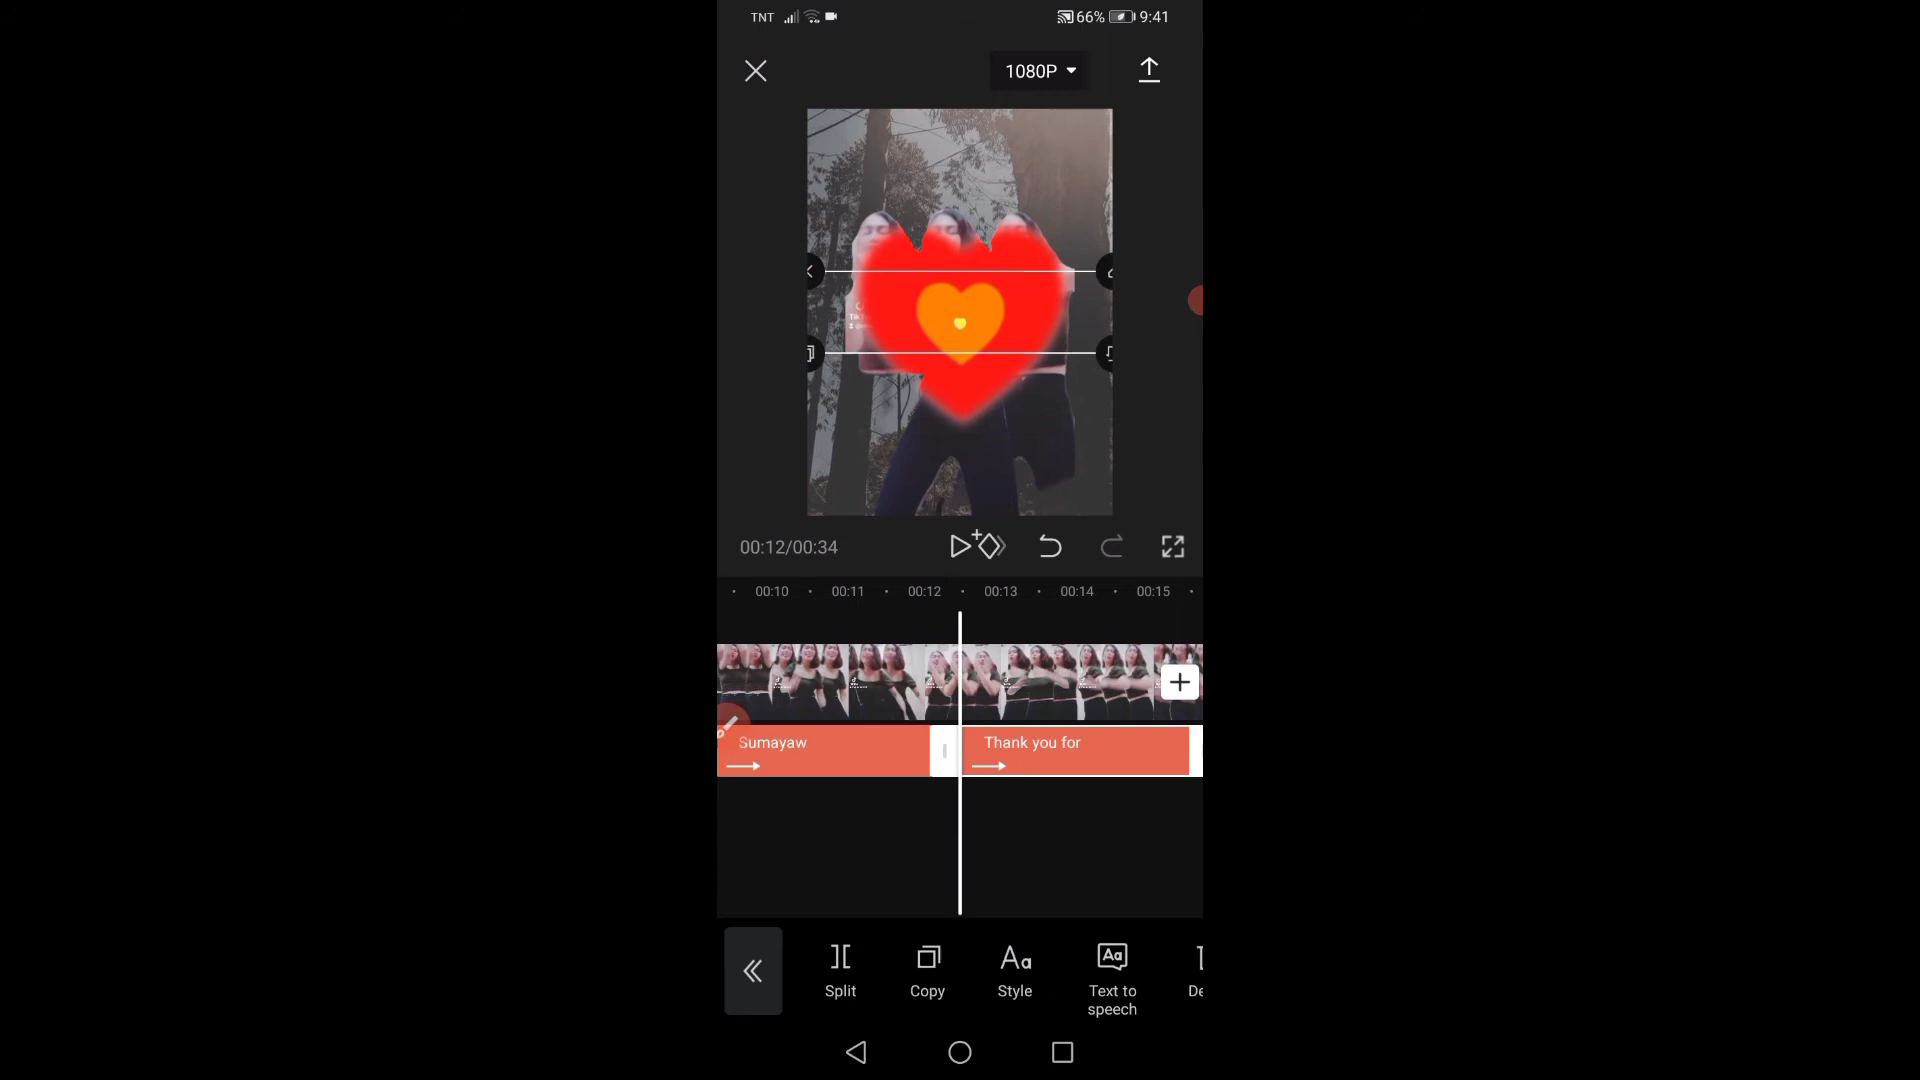 TNT
66% 9:41
1080P
00:12/00:34
00:10 00:11 00:12 00:13 00:14 00:15
Sumayaw
Thank you for
Split
Copy
Style
Aa
Text to
speech